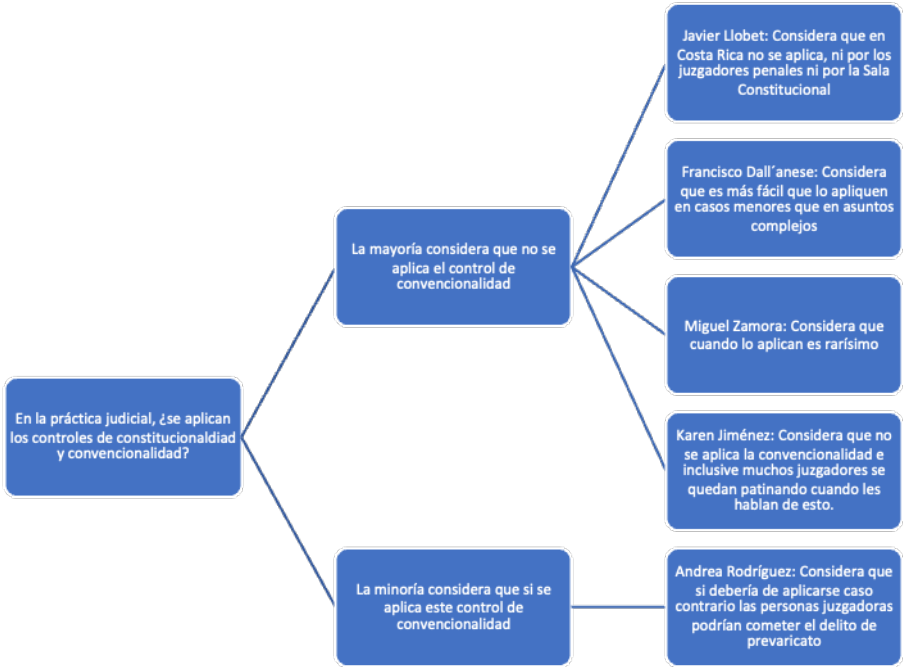 En la práctica judicial, ¿se aplican
los controles de constitucionaldiad
y convencionalidad?
La mayoría considera que no se
aplica el control de
convencionalidad
Javier Llobet: Considera que en
Costa Rica no se aplica, ni por los
juzgadores penales ni por la Sala
Constitucional
Francisco Dall´anese: Considera
que es más fácil que lo apliquen
en casos menores que en asuntos
complejos
Miguel Zamora: Considera que
cuando lo aplican es rarísimo
Karen Jiménez: Considera que no
se aplica la convencionalidad e
inclusive muchos juzgadores se
quedan patinando cuando les
hablan de esto.
La minoría considera que si se
aplica este control de
convencionalidad
Andrea Rodríguez: Considera que
si debería de aplicarse caso
contrario las personas juzgadoras
podrían cometer el delito de
prevaricato